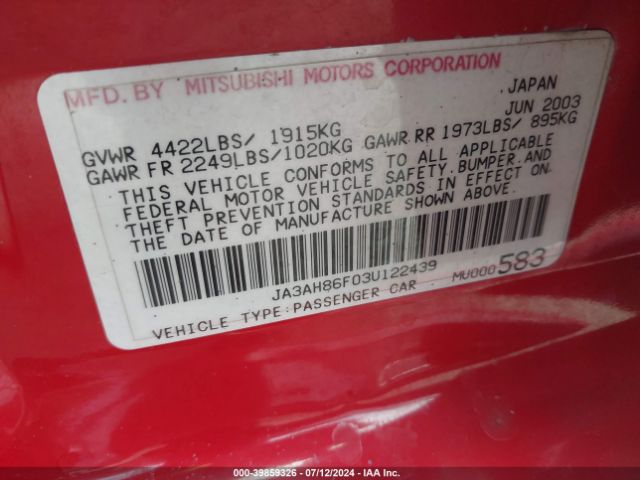 MFD. BY MITSUBISHI MOTORS CORPORATION
JAPAN
JUN 2003
GVWR 4422LBS/ 1915KG
GAWR FR 2249LBS/1020KG GAWR RR 1973LBS/ 895KG
THIS VEHICLE CONFORMS TO ALL APPLICABLE
FEDERAL MOTOR VEHICLE SAFETY, BUMPER, AND
THEFT PREVENTION STANDARDS IN EFFECT ON
THE DATE OF MANUFACTURE SHOWN ABOVE.
JA3AH86F03U122439
MU000583
VEHICLE TYPE:PASSENGER CAR
000-39859326 - 07/12/2024 - IAA Inc.